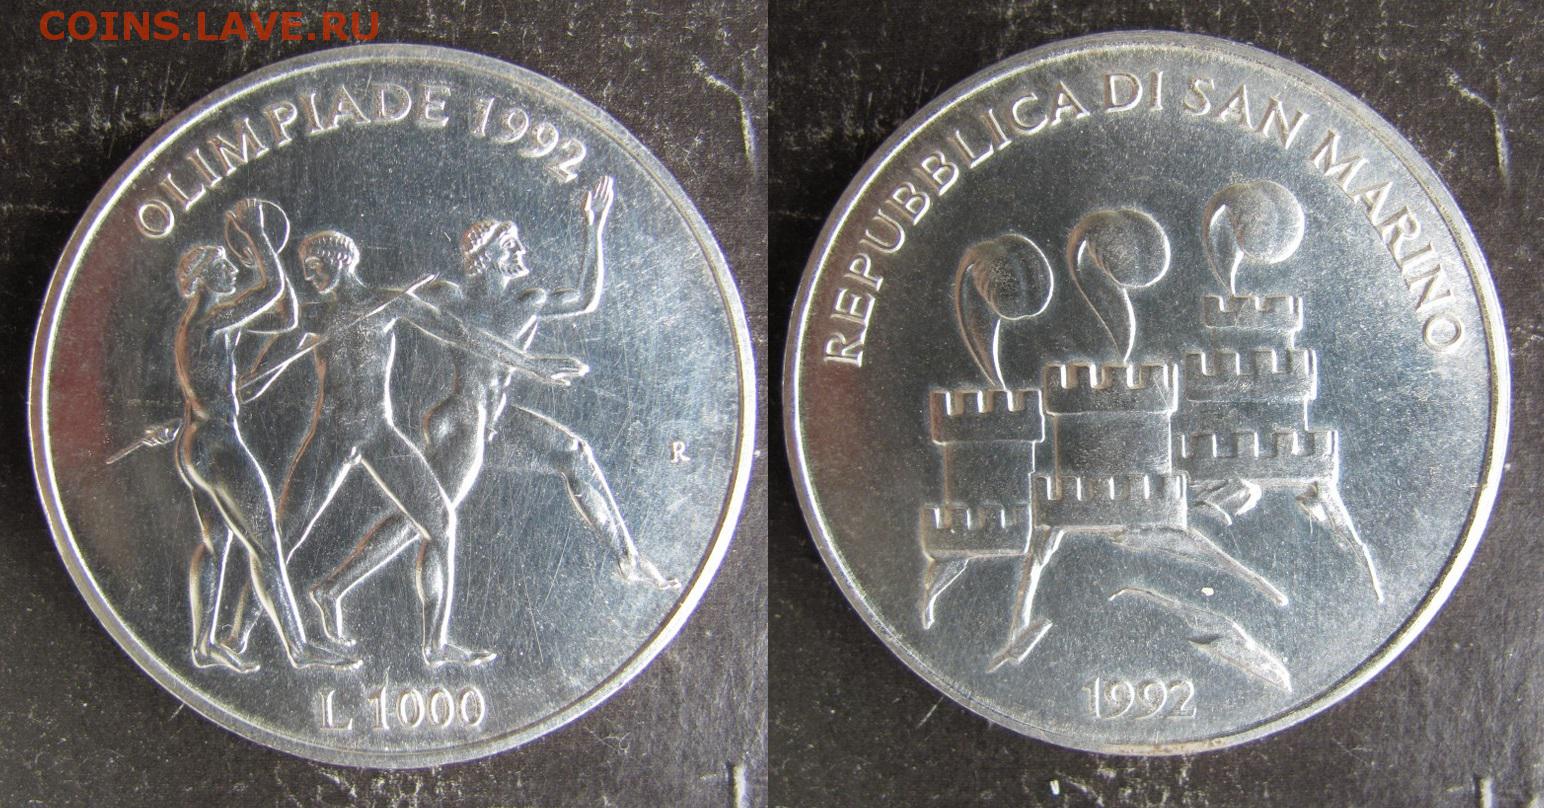 COINS.LAVE.RU
OLIMPIADE 1992
R
L 1000
REPUBBLICA DI SAN MARINO
1992